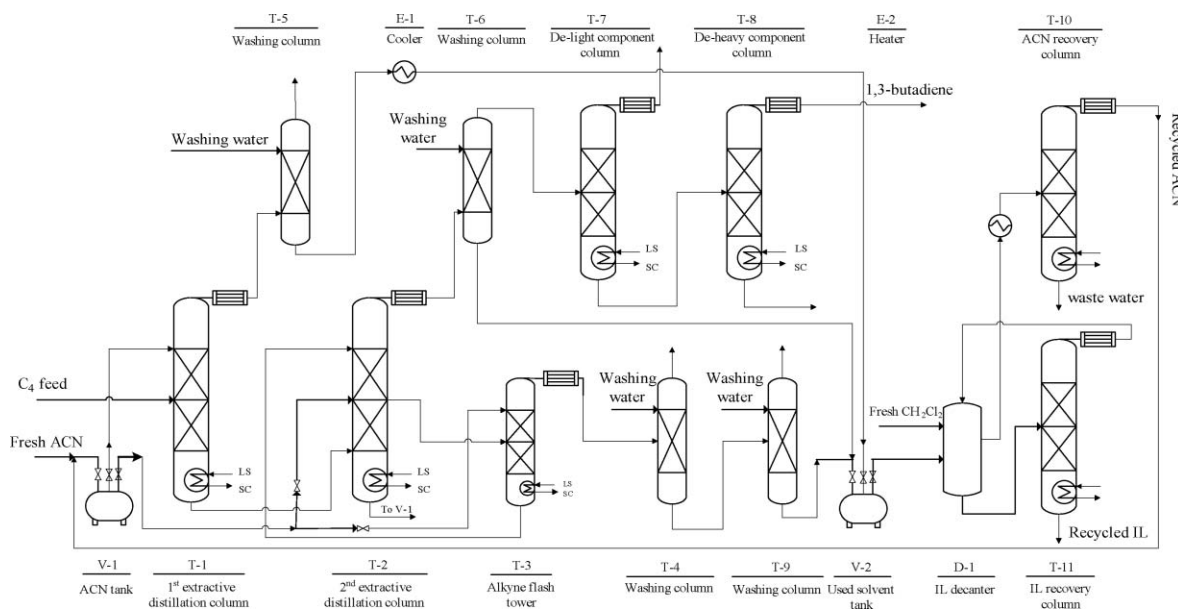 T-5
Washing column
E-1
Cooler
T-6
Washing column
T-7
De-light component
column
T-8
De-heavy component
column
E-2
Heater
T-10
ACN recovery
column
1,3-butadiene
Washing water
Washing
water
Recycled ACN
LS
SC
LS
SC
waste water
C₄ feed
Fresh ACN
Washing
water
Washing
water
Fresh CH₂Cl₂
LS
SC
LS
SC
LS
SC
To V-1
Recycled IL
V-1
ACN tank
T-1
1st extractive
distillation column
T-2
2nd extractive
distillation column
T-3
Alkyne flash
tower
T-4
Washing column
T-9
Washing column
V-2
Used solvent
tank
D-1
IL decanter
T-11
IL recovery
column